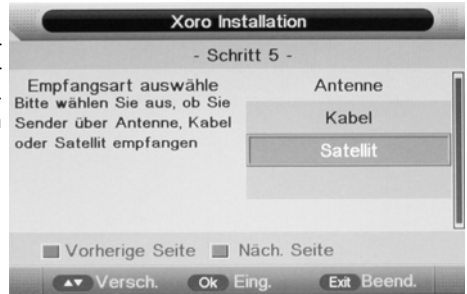 Xoro Installation
- Schritt 5 -
Empfangsart auswähle
Bitte wählen Sie aus, ob Sie
Sender über Antenne, Kabel
oder Satellit empfangen
Antenne
Kabel
Satellit
Vorherige Seite Näch. Seite
Versch. Ok Eing. Exit Beend.